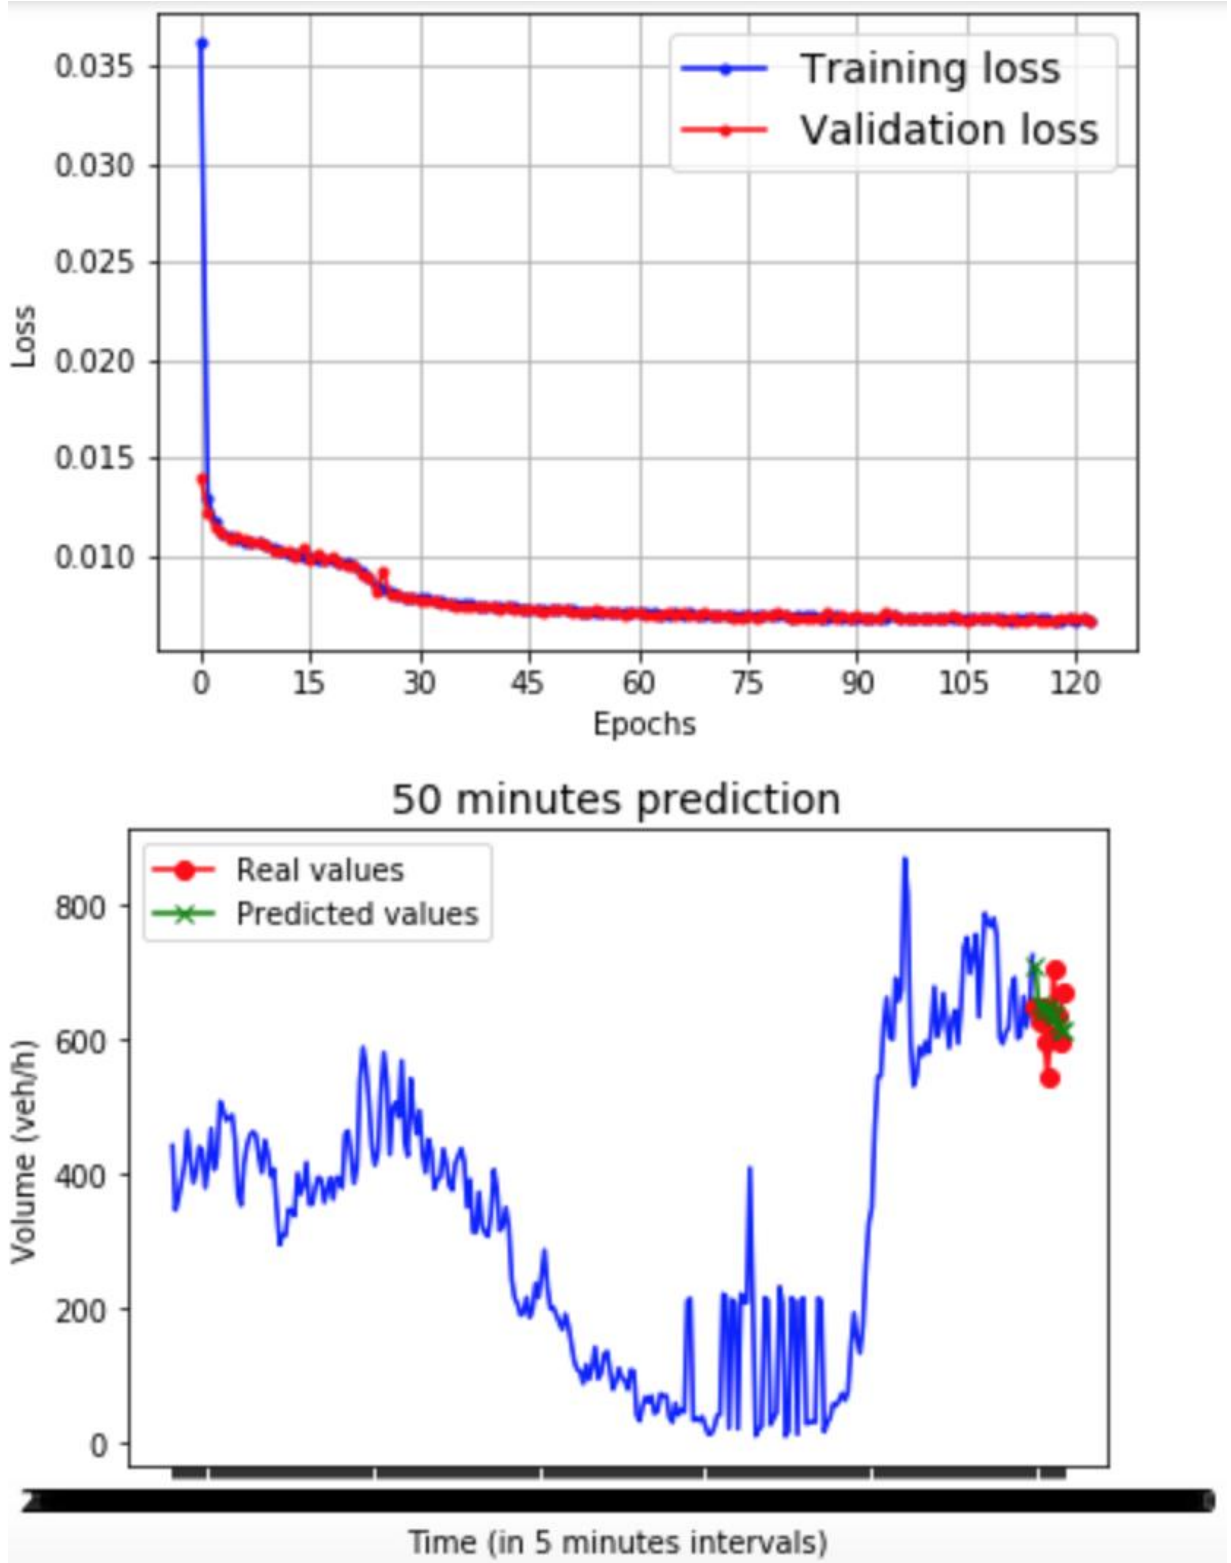 0.035
0.030
0.025
0.020
0.015
0.010
Loss
Training loss
Validation loss
0 15 30 45 60 75 90 105 120
Epochs
50 minutes prediction
Real values
Predicted values
800
600
400
200
0
Volume (veh/h)
Time (in 5 minutes intervals)